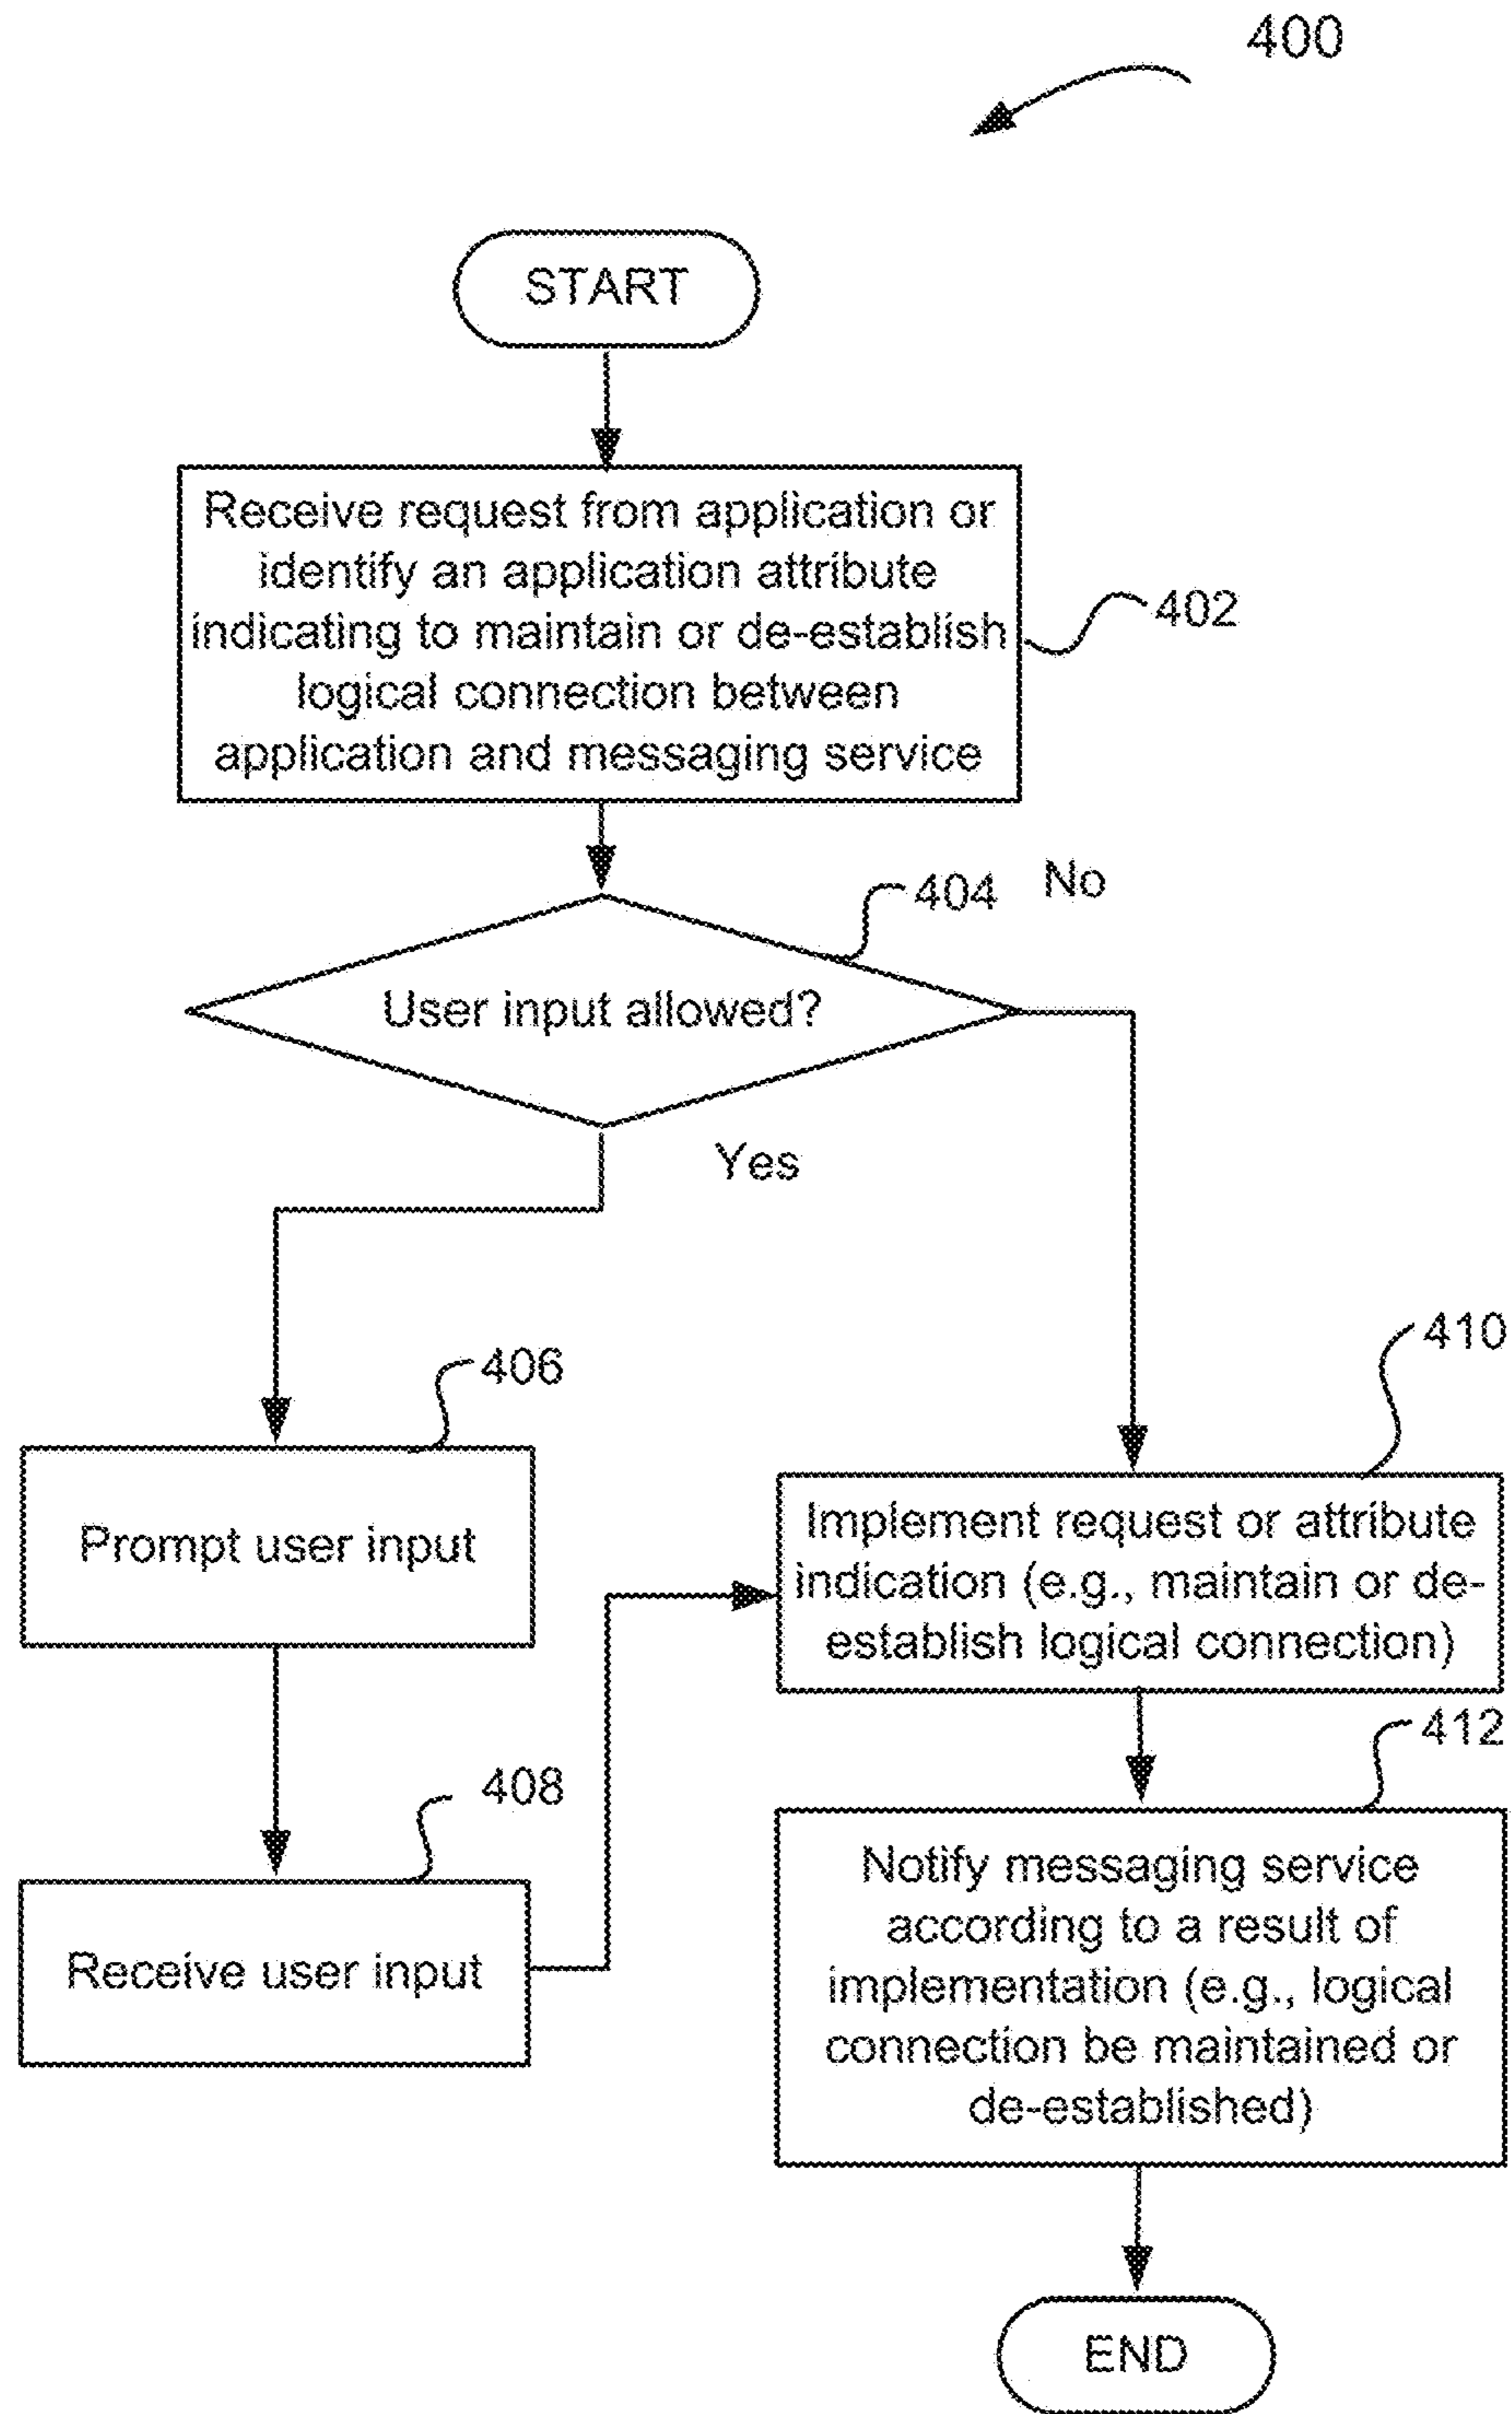 400
START
Receive request from application or
identify an application attribute
indicating to maintain or de-establish
logical connection between
application and messaging service
402
404
No
User input allowed?
Yes
406
Prompt user input
408
Receive user input
410
Implement request or attribute
indication (e.g., maintain or de-
establish logical connection)
412
Notify messaging service
according to a result of
implementation (e.g., logical
connection be maintained or
de-established)
END